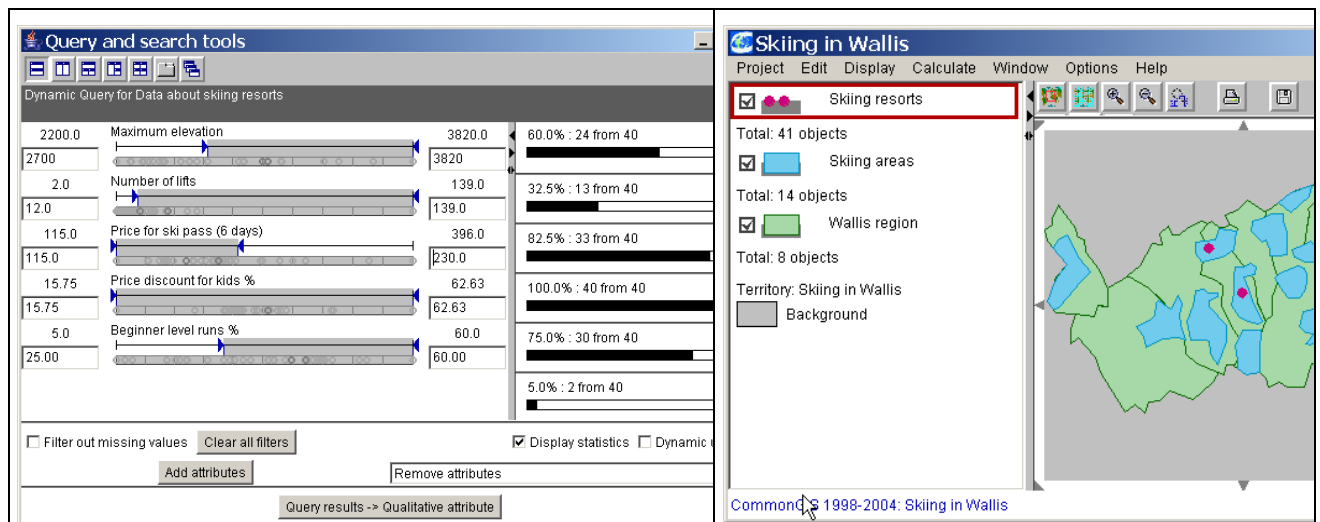 Query and search tools
Dynamic Query for Data about skiing resorts
2200.0 Maximum elevation 3820.0
2700 3820
60.0% : 24 from 40
2.0 Number of lifts 139.0
12.0 139.0
32.5% : 13 from 40
115.0 Price for ski pass (6 days) 396.0
115.0 230.0
82.5% : 33 from 40
15.75 Price discount for kids % 62.63
15.75 62.63
100.0% : 40 from 40
5.0 Beginner level runs % 60.0
25.00 60.00
75.0% : 30 from 40
5.0% : 2 from 40
Filter out missing values Clear all filters Display statistics Dynamic
Add attributes Remove attributes
Query results -> Qualitative attribute
Skiing in Wallis
Project Edit Display Calculate Window Options Help
Skiing resorts
Total: 41 objects
Skiing areas
Total: 14 objects
Wallis region
Total: 8 objects
Territory: Skiing in Wallis
Background
CommonGIS 1998-2004: Skiing in Wallis